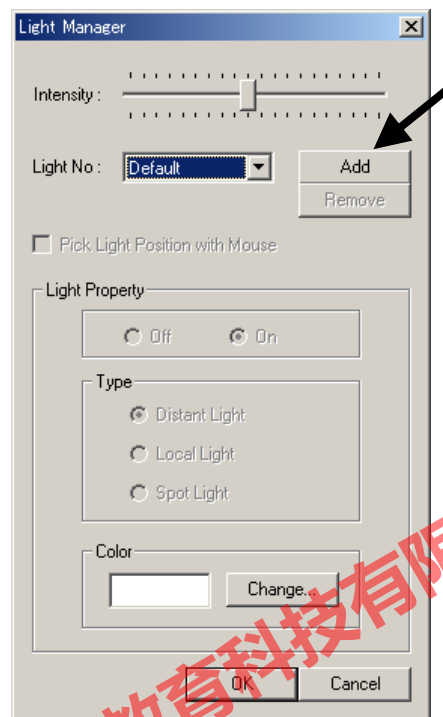 Light Manager
Intensity :
Light No : Default Add
Remove
Pick Light Position with Mouse
Light Property
Off On
Type
Distant Light
Local Light
Spot Light
Color
Change...
OK Cancel
教育科技有限